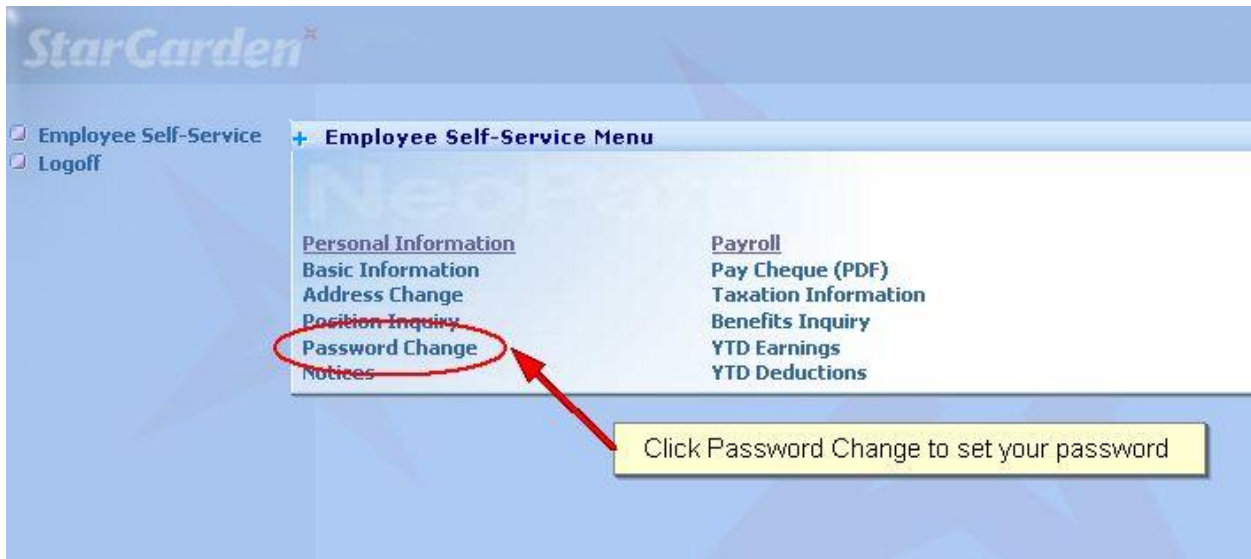 StarGarden
Employee Self-Service
Logoff
+ Employee Self-Service Menu
Personal Information
Basic Information
Address Change
Position Inquiry
Password Change
Notices
Payroll
Pay Cheque (PDF)
Taxation Information
Benefits Inquiry
YTD Earnings
YTD Deductions
Click Password Change to set your password